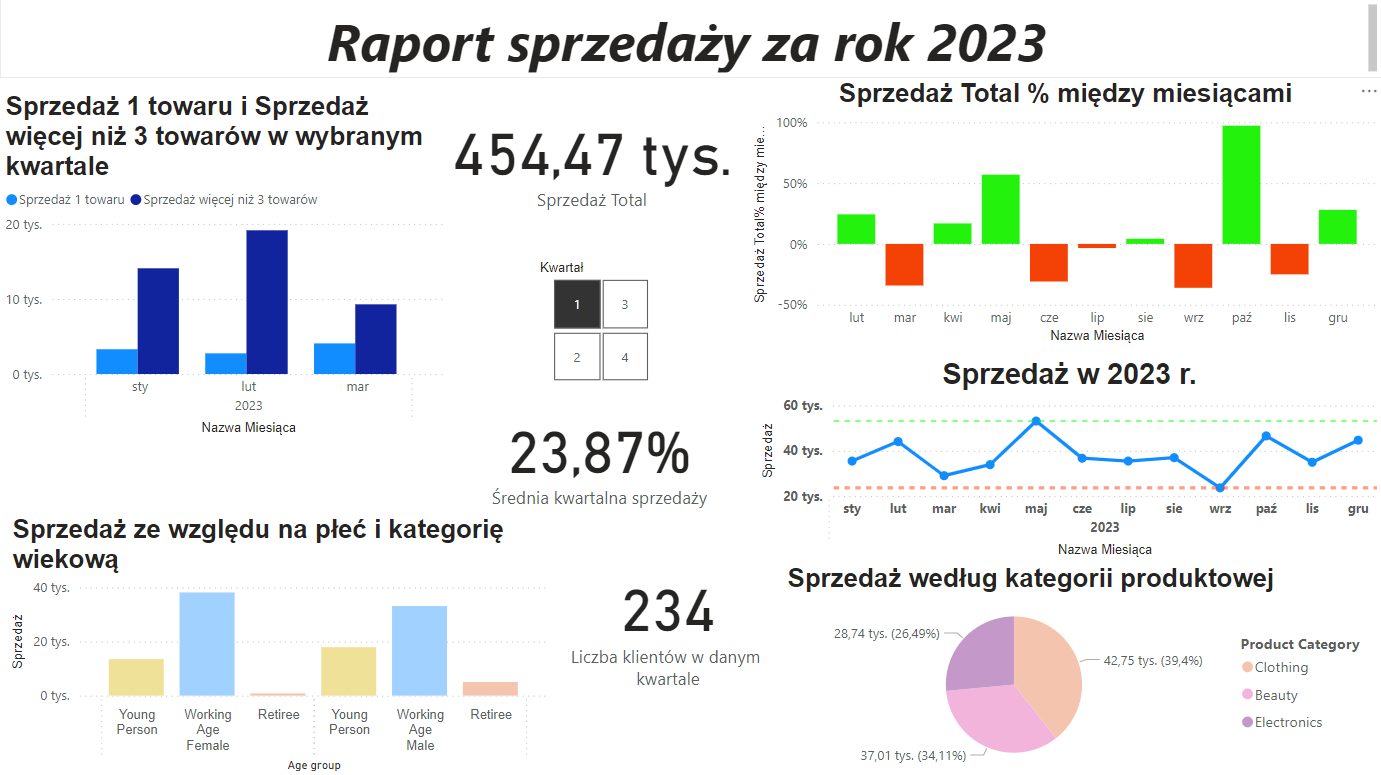 Raport sprzedaży za rok 2023
Sprzedaż 1 towaru i Sprzedaż
więcej niż 3 towarów w wybranym
kwartale
Sprzedaż 1 towaru
Sprzedaż więcej niż 3 towarów
20 tys.
10 tys.
0 tys.
sty
lut
mar
2023
Nazwa Miesiąca
454,47 tys.
Sprzedaż Total
Kwartał
1
3
2
4
23,87%
Średnia kwartalna sprzedaży
Sprzedaż ze względu na płeć i kategorię
wiekową
Sprzedaż
40 tys.
20 tys.
0 tys.
Young
Person
Working
Age
Retiree
Young
Person
Working
Age
Retiree
Female
Male
Age group
234
Liczba klientów w danym
kwartale
Sprzedaż Total % między miesiącami
Sprzedaż Total% między mie...
100%
50%
0%
-50%
lut
mar
kwi
maj
cze
lip
sie
wrz
paź
lis
gru
Nazwa Miesiąca
Sprzedaż w 2023 r.
Sprzedaż
60 tys.
40 tys.
20 tys.
sty
lut
mar
kwi
maj
cze
lip
sie
wrz
paź
lis
gru
2023
Nazwa Miesiąca
Sprzedaż według kategorii produktowej
28,74 tys. (26,49%)
42,75 tys. (39,4%)
37,01 tys. (34,11%)
Product Category
Clothing
Beauty
Electronics